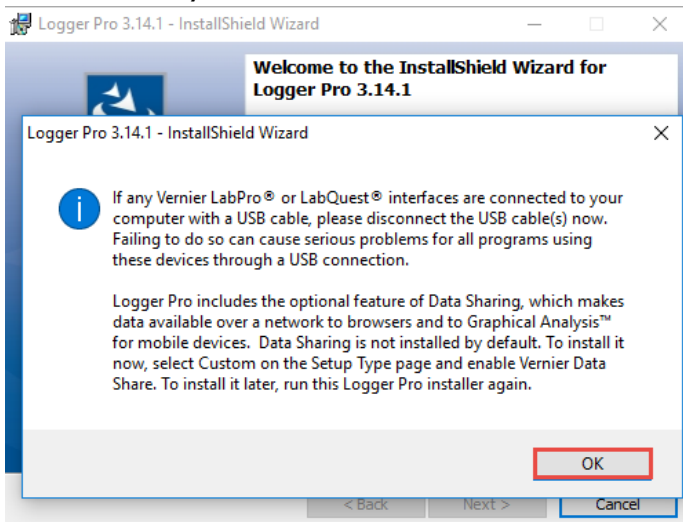 Logger Pro 3.14.1 - InstallShield Wizard
Welcome to the InstallShield Wizard for
Logger Pro 3.14.1
Logger Pro 3.14.1 - InstallShield Wizard
If any Vernier LabPro® or LabQuest® interfaces are connected to your
computer with a USB cable, please disconnect the USB cable(s) now.
Failing to do so can cause serious problems for all programs using
these devices through a USB connection.
Logger Pro includes the optional feature of Data Sharing, which makes
data available over a network to browsers and to Graphical Analysis™
for mobile devices.  Data Sharing is not installed by default. To install it
now, select Custom on the Setup Type page and enable Vernier Data
Share. To install it later, run this Logger Pro installer again.
OK
< Back Next > Cancel